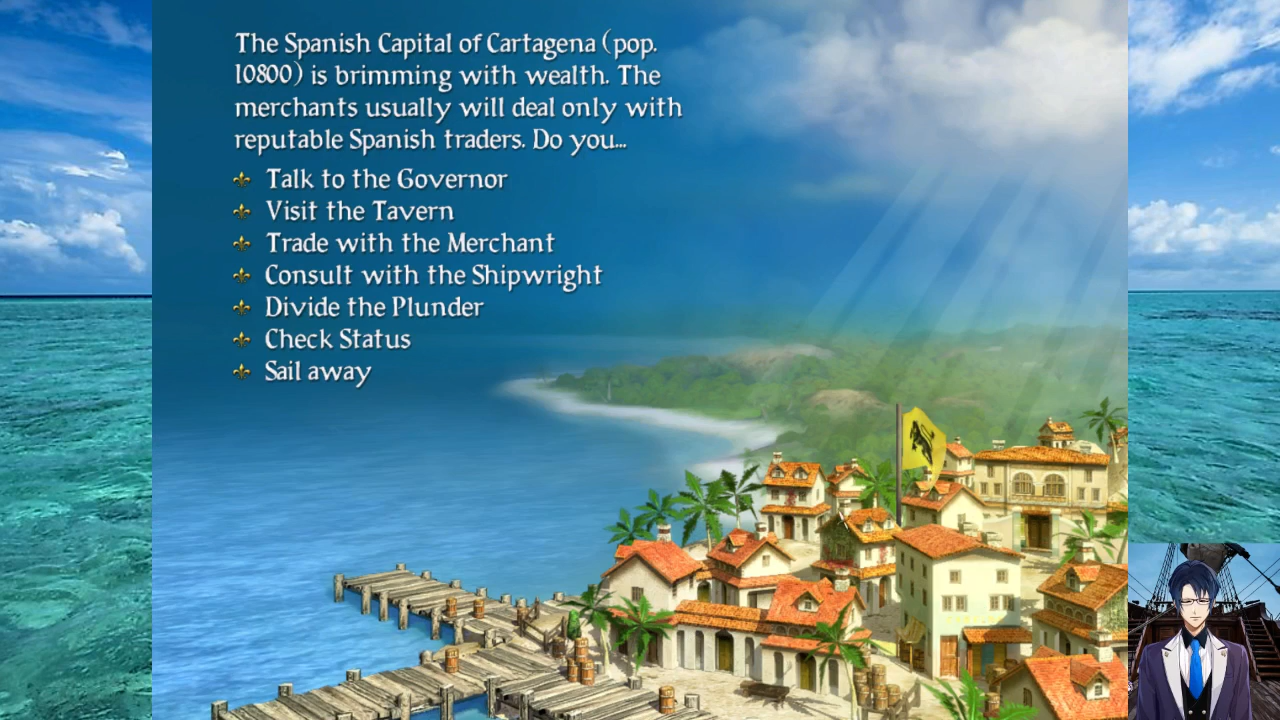 The Spanish Capital of Cartagena (pop.
10800) is brimming with wealth. The
merchants usually will deal only with
reputable Spanish traders. Do you...
Talk to the Governor
Visit the Tavern
Trade with the Merchant
Consult with the Shipwright
Divide the Plunder
Check Status
Sail away